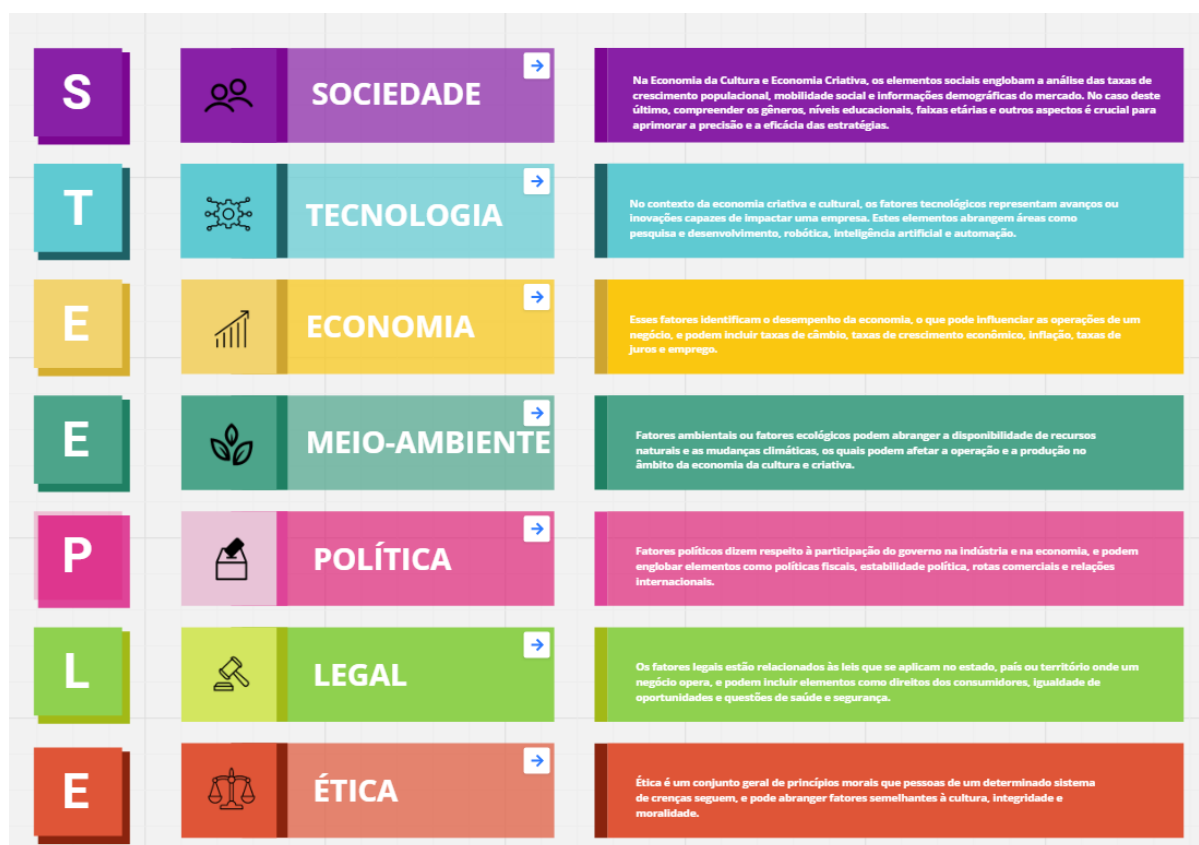 S
SOCIEDADE
Na Economia da Cultura e Economia Criativa, os elementos sociais englobam a análise das taxas de
crescimento populacional, mobilidade social e informações demográficas do mercado. No caso deste
último, compreender os gêneros, níveis educacionais, faixas etárias e outros aspectos é crucial para
aprimorar a precisão e a eficácia das estratégias.
T
TECNOLOGIA
No contexto da economia criativa e cultural, os fatores tecnológicos representam avanços ou
inovações capazes de impactar uma empresa. Estes elementos abrangem áreas como
pesquisa e desenvolvimento, robótica, inteligência artificial e automação.
E
ECONOMIA
Esses fatores identificam o desempenho da economia, o que pode influenciar as operações de um
negócio, e podem incluir taxas de câmbio, taxas de crescimento econômico, inflação, taxas de
juros e emprego.
E
MEIO-AMBIENTE
Fatores ambientais ou fatores ecológicos podem abranger a disponibilidade de recursos
naturais e as mudanças climáticas, os quais podem afetar a operação e a produção no
âmbito da economia da cultura e criativa.
P
POLÍTICA
Fatores políticos dizem respeito à participação do governo na indústria e na economia, e podem
englobar elementos como políticas fiscais, estabilidade política, rotas comerciais e relações
internacionais.
L
LEGAL
Os fatores legais estão relacionados às leis que se aplicam no estado, país ou território onde um
negócio opera, e podem incluir elementos como direitos dos consumidores, igualdade de
oportunidades e questões de saúde e segurança.
E
ÉTICA
Ética é um conjunto geral de princípios morais que pessoas de um determinado sistema
de crenças seguem, e pode abranger fatores semelhantes à cultura, integridade e
moralidade.